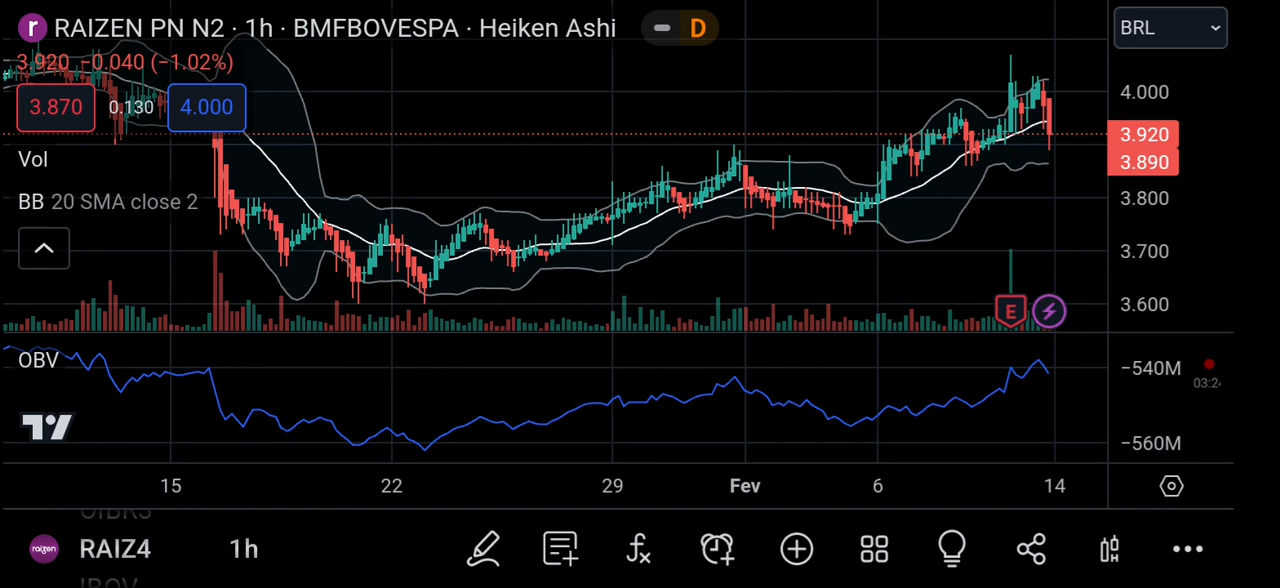 r RAIZEN PN N2 · 1h · BMFBOVESPA · Heiken Ashi D BRL
3.920 −0.040 (−1.02%)
3.870 0.130 4.000
Vol
BB 20 SMA close 2
4.000
3.920
3.890
3.800
3.700
3.600
E
OBV
−540M
−560M
15 22 29 Fev 6 14
raízen RAIZ4 1h
IBOV